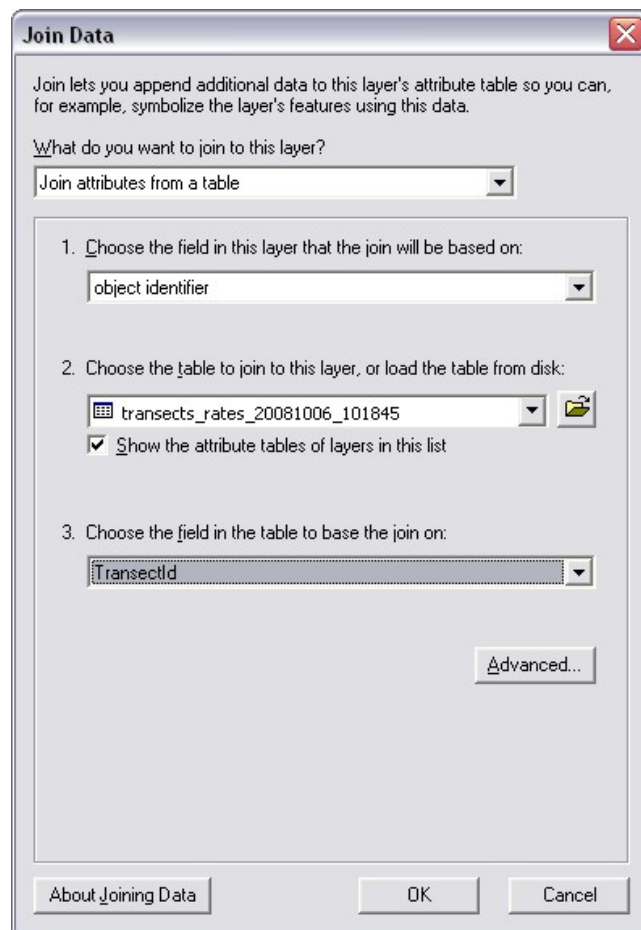 Join Data
Join lets you append additional data to this layer's attribute table so you can,
for example, symbolize the layer's features using this data.
What do you want to join to this layer?
Join attributes from a table
1. Choose the field in this layer that the join will be based on:
object identifier
2. Choose the table to join to this layer, or load the table from disk:
transects_rates_20081006_101845
Show the attribute tables of layers in this list
3. Choose the field in the table to base the join on:
TransectId
Advanced...
About Joining Data
OK
Cancel